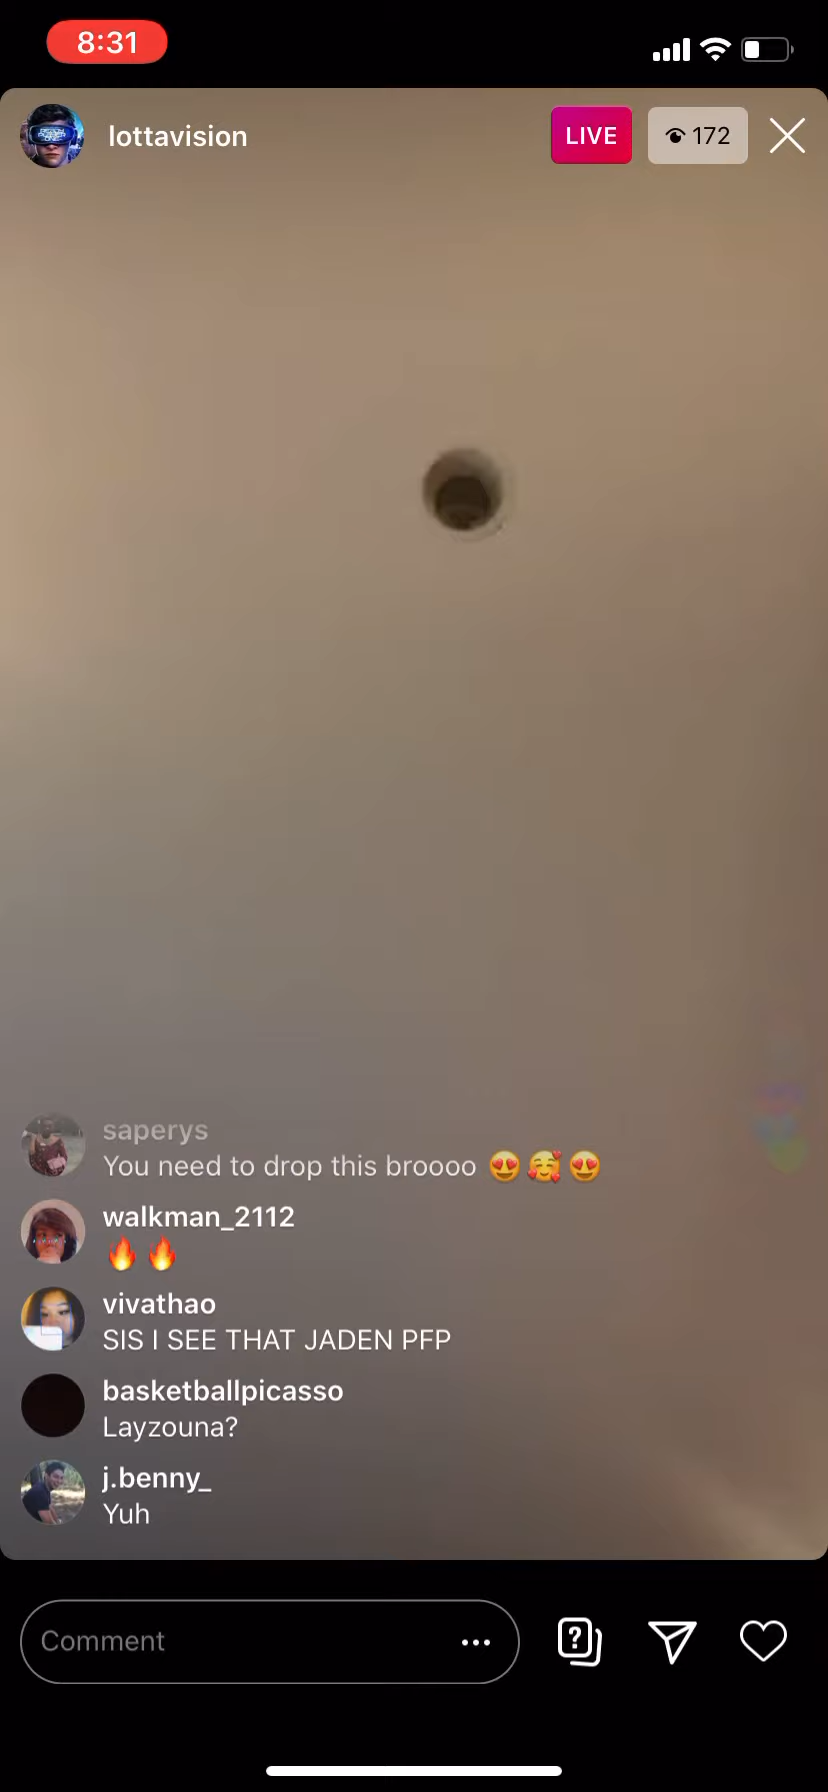 8:31
lottavision
LIVE
172
saperys
You need to drop this broooo 😍🥰😍
walkman_2112
🔥🔥
vivathao
SIS I SEE THAT JADEN PFP
basketballpicasso
Layzouna?
j.benny_
Yuh
Comment